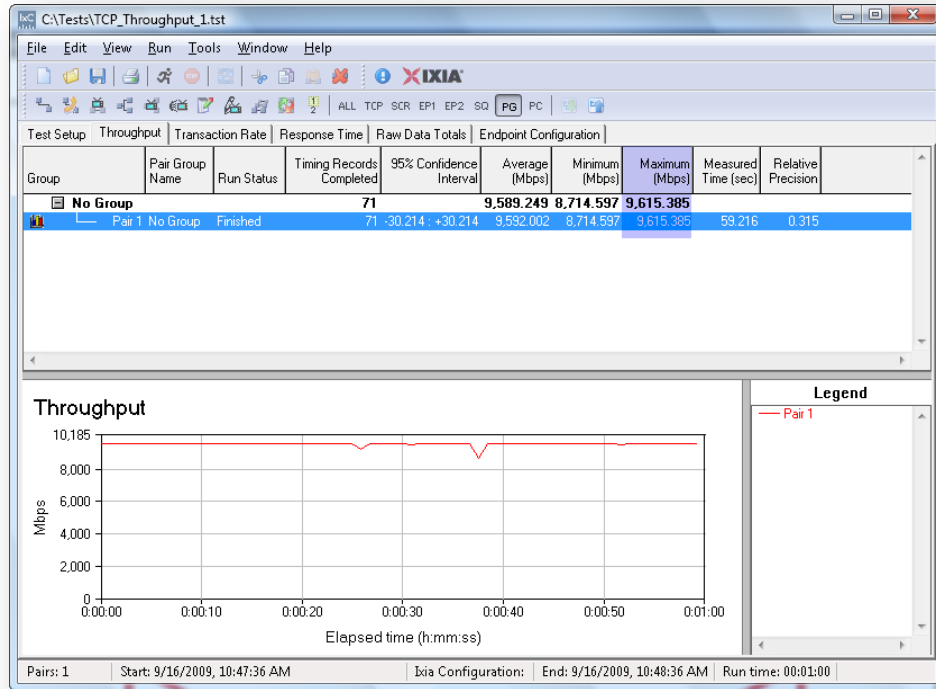 IxC C:\Tests\TCP_Throughput_1.tst
File Edit View Run Tools Window Help
XIXIA
1 2 ALL TCP SCR EP1 EP2 SQ PG PC
Test Setup Throughput Transaction Rate Response Time Raw Data Totals Endpoint Configuration
Group Pair Group Name Run Status Timing Records Completed 95% Confidence Interval Average (Mbps) Minimum (Mbps) Maximum (Mbps) Measured Time (sec) Relative Precision
No Group 71 9,589.249 8,714.597 9,615.385
Pair 1 No Group Finished 71 -30.214 : +30.214 9,592.002 8,714.597 9,615.385 59.216 0.315
Throughput
Legend
Pair 1
10,185
8,000
6,000
4,000
2,000
0
Mbps
0:00:00 0:00:10 0:00:20 0:00:30 0:00:40 0:00:50 0:01:00
Elapsed time (h:mm:ss)
Pairs: 1 Start: 9/16/2009, 10:47:36 AM Ixia Configuration: End: 9/16/2009, 10:48:36 AM Run time: 00:01:00